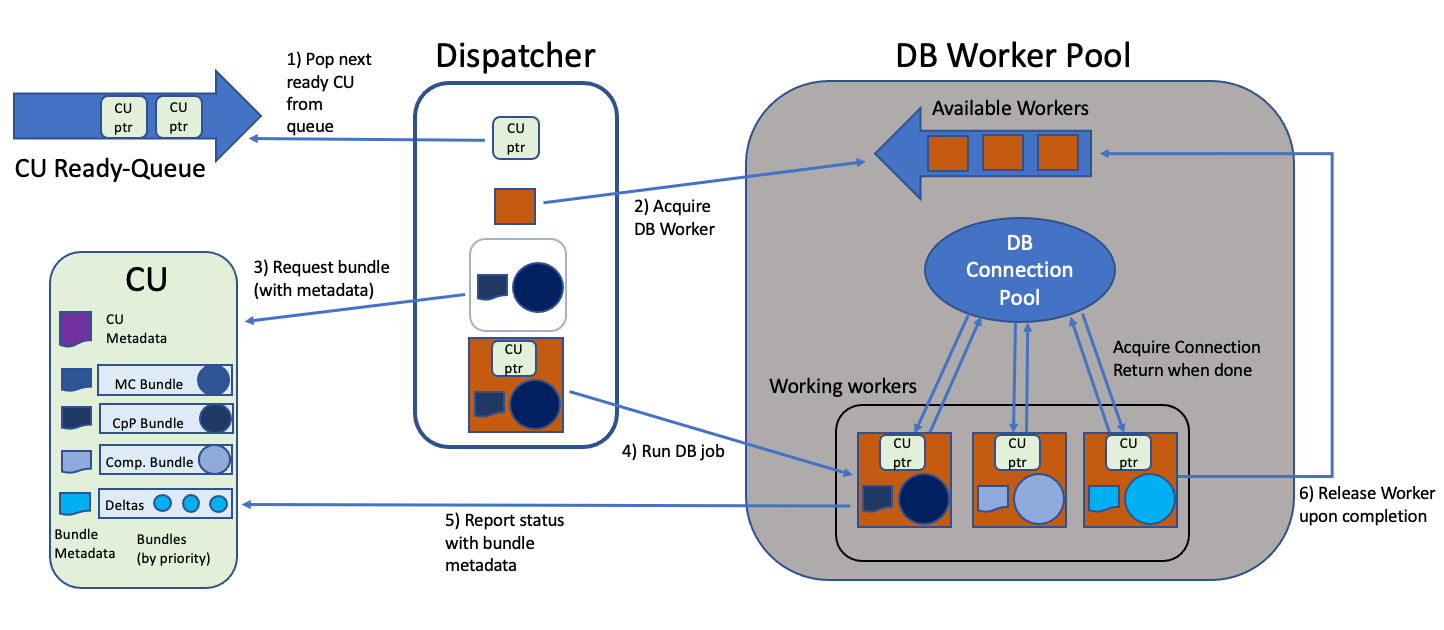 Dispatcher
DB Worker Pool
1) Pop next
ready CU
from
queue
CU
ptr
CU
ptr
CU Ready-Queue
CU
ptr
Available Workers
2) Acquire
DB Worker
3) Request bundle
(with metadata)
DB
Connection
Pool
CU
CU
Metadata
MC Bundle
CpP Bundle
Comp. Bundle
Deltas
Bundle
Metadata
Bundles
(by priority)
CU
ptr
4) Run DB job
Acquire Connection
Return when done
Working workers
CU
ptr
CU
ptr
CU
ptr
5) Report status
with bundle
metadata
6) Release Worker
upon completion